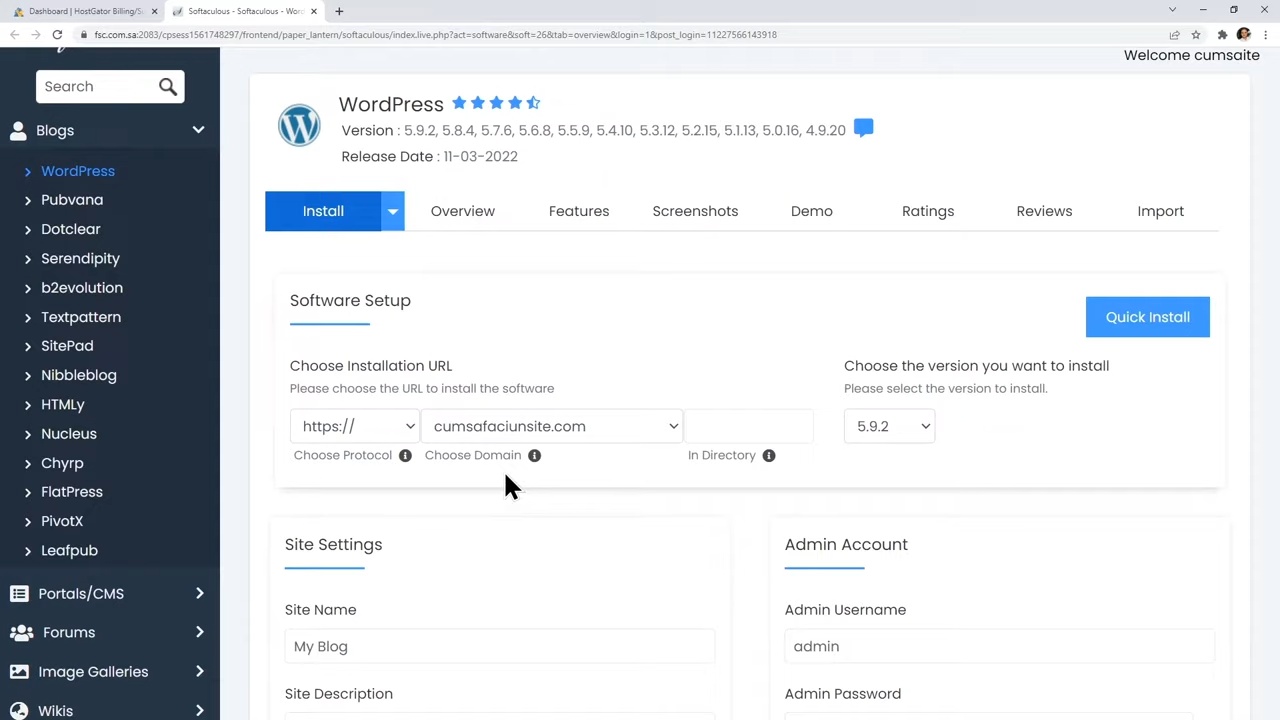 Dashboard | HostGator Billing/Su
Softaculous - Softaculous - Wor
fsc.com.sa:2083/cpsess1561748297/frontend/paper_lantern/softaculous/index.live.php?act=software&soft=26&tab=overview&login=1&post_login=11227566143918
Welcome cumsaite
Search
Blogs
WordPress
Pubvana
Dotclear
Serendipity
b2evolution
Textpattern
SitePad
Nibbleblog
HTMLy
Nucleus
Chyrp
FlatPress
PivotX
Leafpub
Portals/CMS
Forums
Image Galleries
Wikis
WordPress
Version : 5.9.2, 5.8.4, 5.7.6, 5.6.8, 5.5.9, 5.4.10, 5.3.12, 5.2.15, 5.1.13, 5.0.16, 4.9.20
Release Date : 11-03-2022
Install Overview Features Screenshots Demo Ratings Reviews Import
Software Setup
Quick Install
Choose Installation URL
Please choose the URL to install the software
https:// cumsafaciunsite.com
Choose Protocol Choose Domain In Directory
Choose the version you want to install
Please select the version to install.
5.9.2
Site Settings
Site Name
My Blog
Site Description
Admin Account
Admin Username
admin
Admin Password